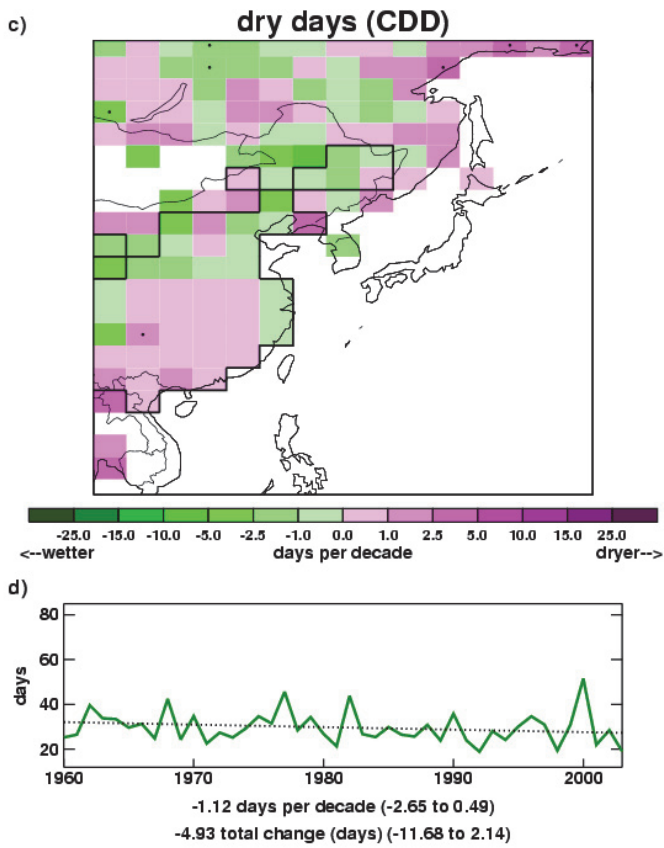 c)
dry days (CDD)
-25.0 -15.0 -10.0 -5.0 -2.5 -1.0 0.0 1.0 2.5 5.0 10.0 15.0 25.0
<--wetter days per decade dryer-->
d)
80
60
40
20
days
1960 1970 1980 1990 2000
-1.12 days per decade (-2.65 to 0.49)
-4.93 total change (days) (-11.68 to 2.14)